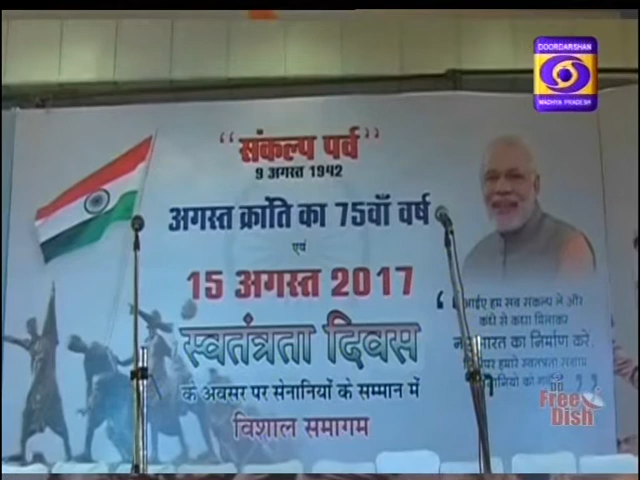 DOORDARSHAN
MADHYA PRADESH
“संकल्प पर्व”
9 अगस्त 1942
अगस्त क्रांति का 75वाँ वर्ष
एवं
15 अगस्त 2017
स्वतंत्रता दिवस
के अवसर पर सेनानियों के सम्मान में
विशाल समागम
“आईए हम सब संकल्प ले और
कंधे से कंधा मिलाकर
भारत का निर्माण करे,
हमारे स्वतंत्रता
DD
Free
Dish